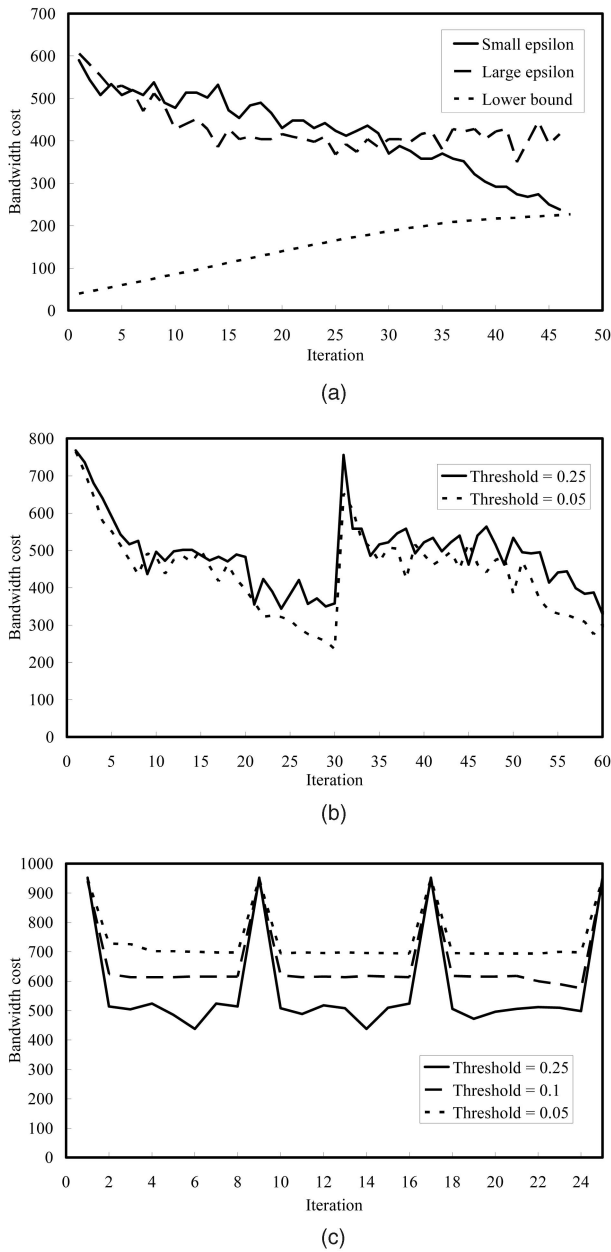 700
600
500
400
300
200
100
0
Bandwidth cost
Small epsilon
Large epsilon
Lower bound
0 5 10 15 20 25 30 35 40 45 50
Iteration
(a)
800
700
600
500
400
300
200
100
0
Bandwidth cost
Threshold = 0.25
Threshold = 0.05
0 5 10 15 20 25 30 35 40 45 50 55 60
Iteration
(b)
1000
900
800
700
600
500
400
300
200
100
0
Bandwidth cost
Threshold = 0.25
Threshold = 0.1
Threshold = 0.05
0 2 4 6 8 10 12 14 16 18 20 22 24
Iteration
(c)